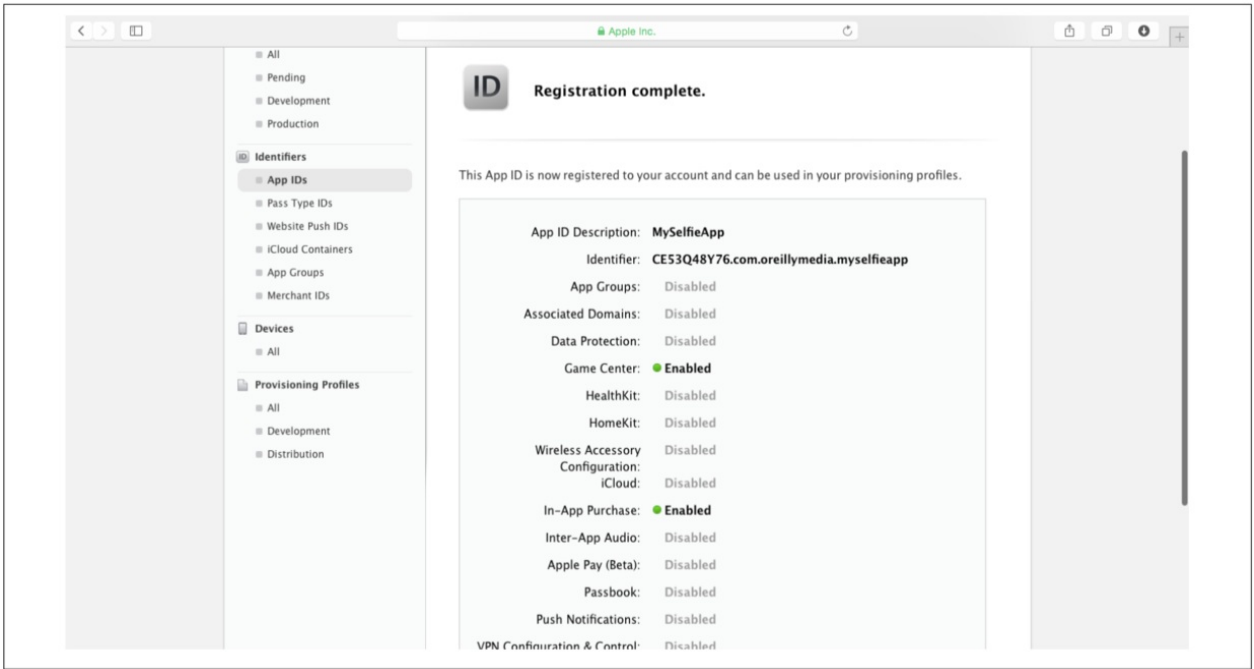 Apple Inc.
All
Pending
Development
Production
Identifiers
App IDs
Pass Type IDs
Website Push IDs
iCloud Containers
App Groups
Merchant IDs
Devices
All
Provisioning Profiles
All
Development
Distribution
ID
Registration complete.
This App ID is now registered to your account and can be used in your provisioning profiles.
App ID Description: MySelfieApp
Identifier: CE53Q48Y76.com.oreillymedia.myselfieapp
App Groups: Disabled
Associated Domains: Disabled
Data Protection: Disabled
Game Center: Enabled
HealthKit: Disabled
HomeKit: Disabled
Wireless Accessory Disabled
Configuration:
iCloud: Disabled
In-App Purchase: Enabled
Inter-App Audio: Disabled
Apple Pay (Beta): Disabled
Passbook: Disabled
Push Notifications: Disabled
VPN Configuration & Control: Disabled